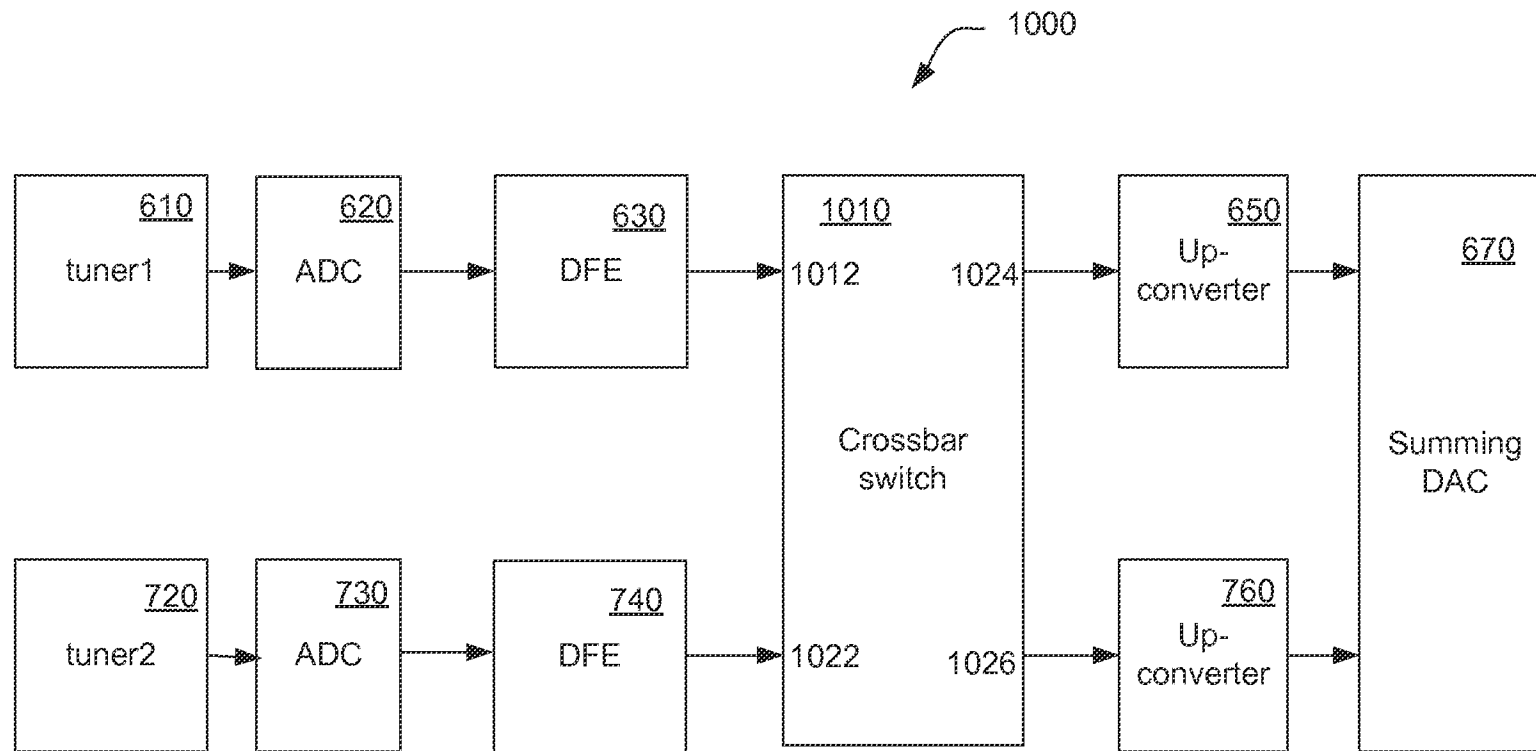 1000
610
tuner1
620
ADC
630
DFE
1010
1012
1024
Crossbar
switch
650
Up-
converter
670
Summing
DAC
720
tuner2
730
ADC
740
DFE
1022
1026
760
Up-
converter